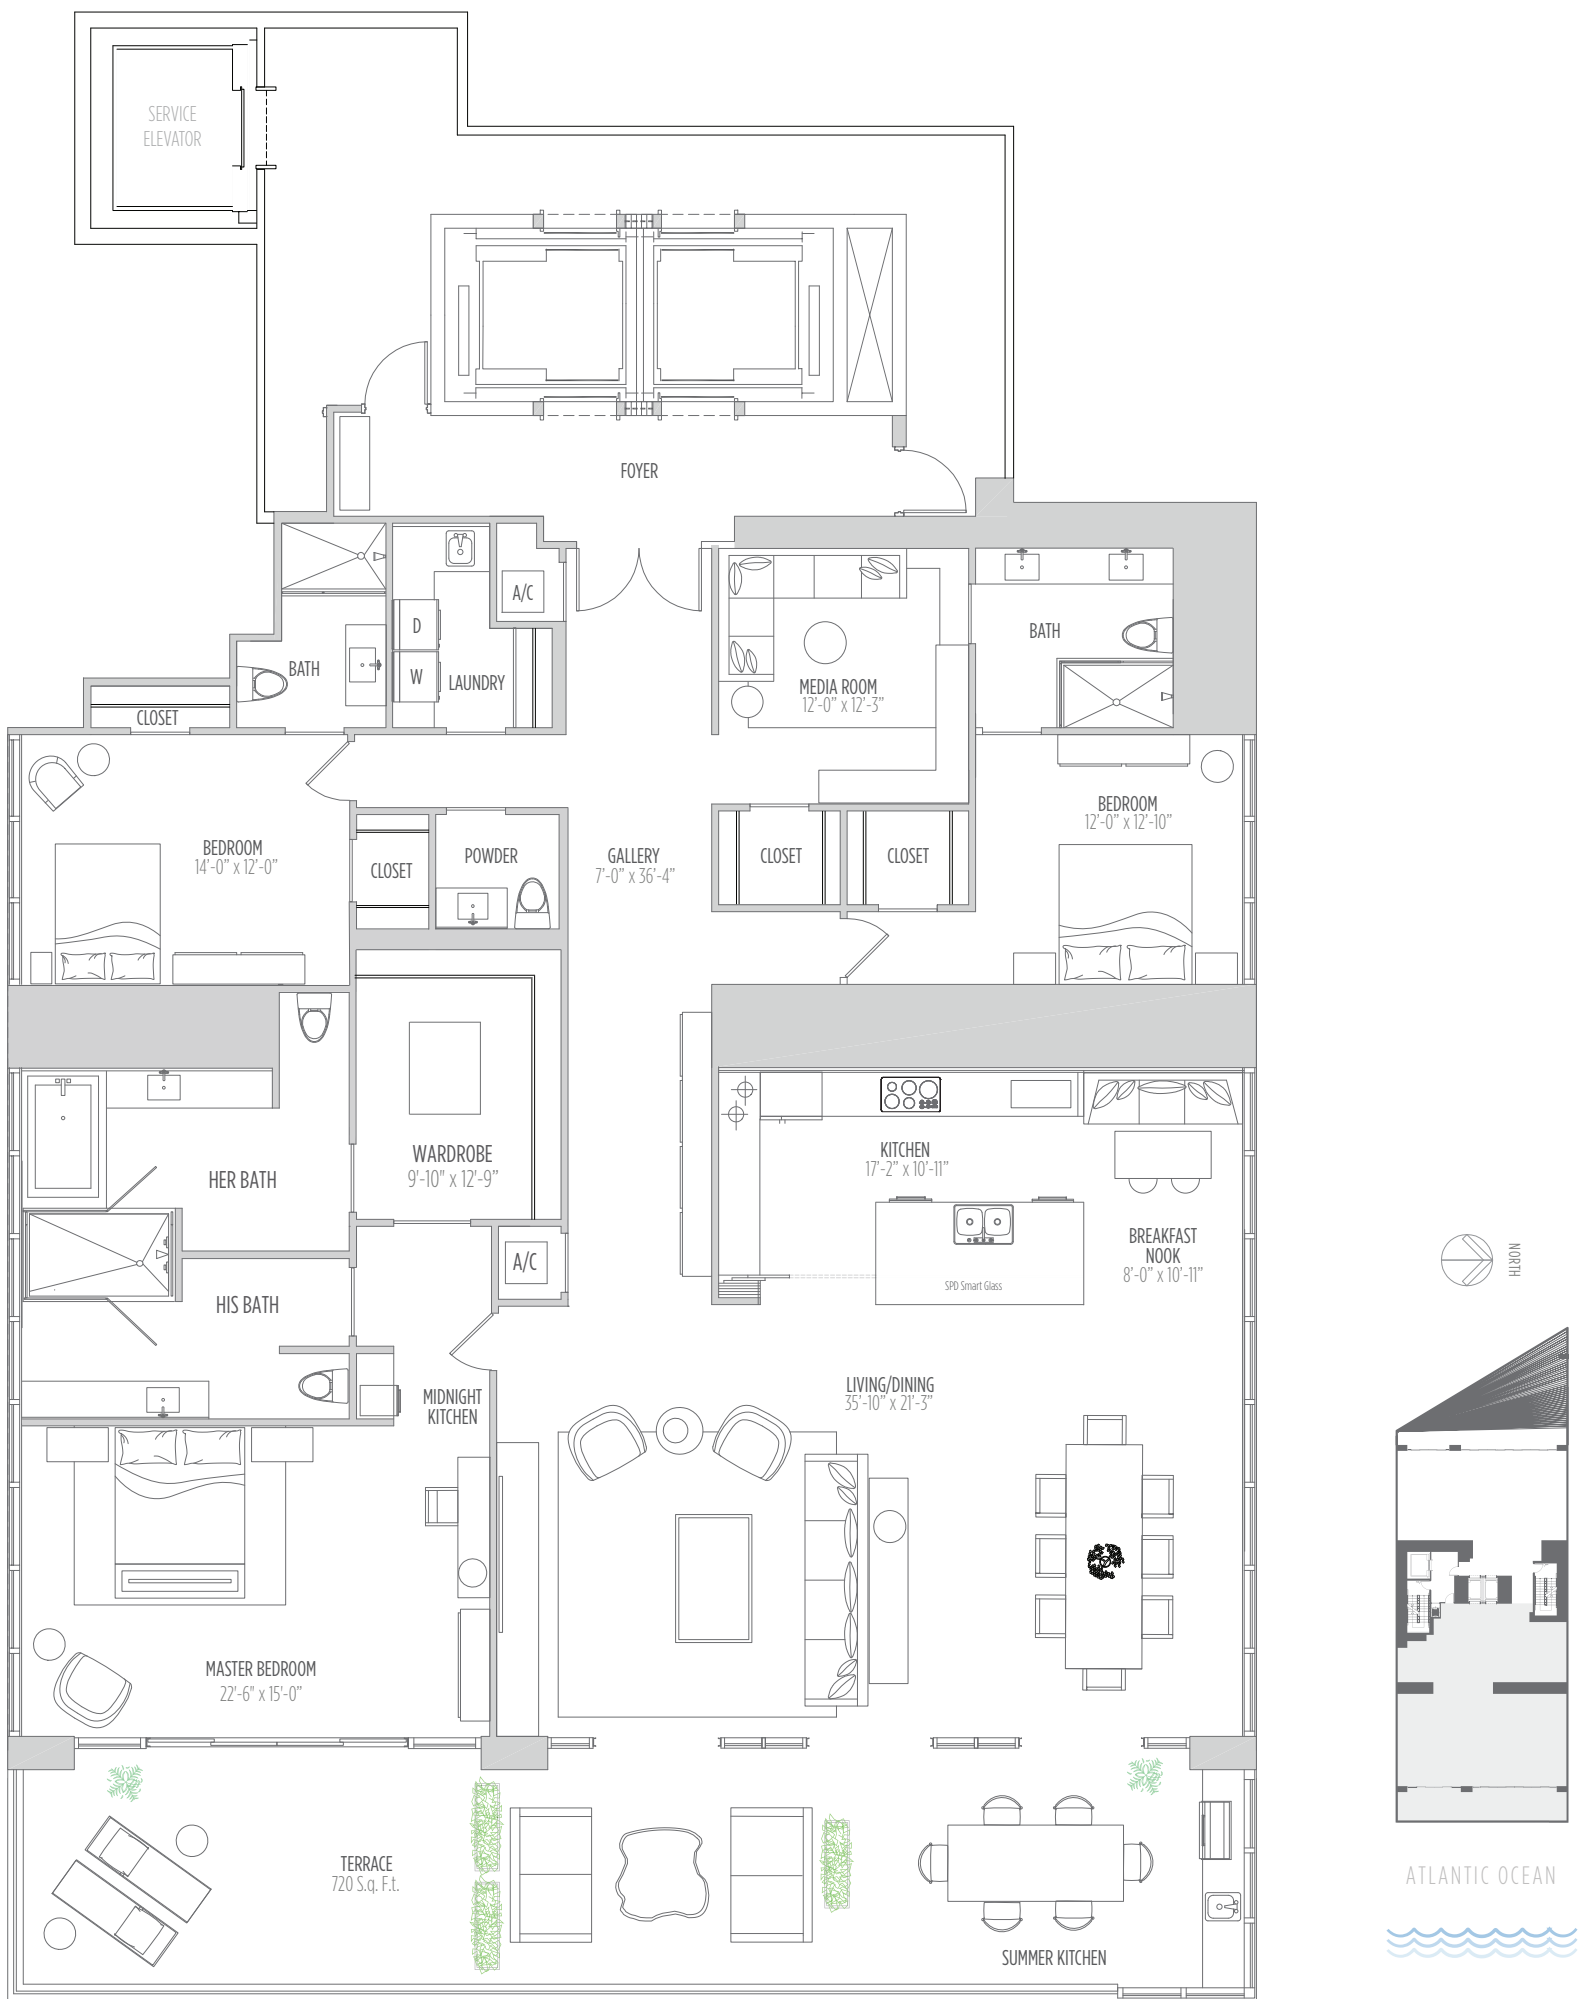 SERVICE
ELEVATOR
FOYER
A/C
D
W
LAUNDRY
BATH
CLOSET
MEDIA ROOM
12'-0" x 12'-3"
BATH
BEDROOM
14'-0" x 12'-0"
CLOSET
POWDER
GALLERY
7'-0" x 36'-4"
CLOSET
CLOSET
BEDROOM
12'-0" x 12'-10"
WARDROBE
9'-10" x 12'-9"
HER BATH
KITCHEN
17'-2" x 10'-11"
BREAKFAST
NOOK
8'-0" x 10'-11"
SPD Smart Glass
A/C
HIS BATH
MIDNIGHT
KITCHEN
LIVING/DINING
35'-10" x 21'-3"
MASTER BEDROOM
22'-6" x 15'-0"
TERRACE
720 S.q. F.t.
SUMMER KITCHEN
NORTH
ATLANTIC OCEAN